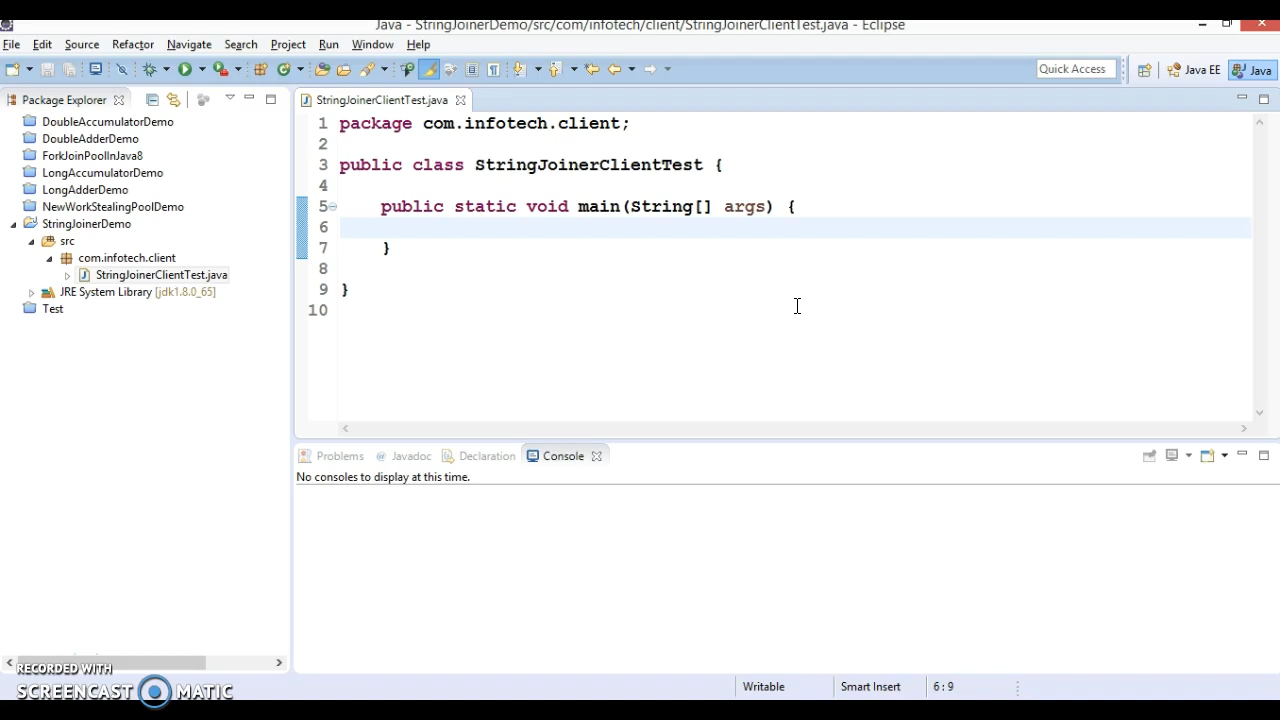 Java - StringJoinerDemo/src/com/infotech/client/StringJoinerClientTest.java - Eclipse
File Edit Source Refactor Navigate Search Project Run Window Help
Quick Access Java EE Java
Package Explorer
DoubleAccumulatorDemo
DoubleAdderDemo
ForkJoinPoolInJava8
LongAccumulatorDemo
LongAdderDemo
NewWorkStealingPoolDemo
StringJoinerDemo
src
com.infotech.client
StringJoinerClientTest.java
JRE System Library [jdk1.8.0_65]
Test
StringJoinerClientTest.java
1 package com.infotech.client;
2
3 public class StringJoinerClientTest {
4
5 public static void main(String[] args) {
6
7 }
8
9 }
10
Problems Javadoc Declaration Console
No consoles to display at this time.
Writable Smart Insert 6:9
RECORDED WITH
SCREENCAST MATIC